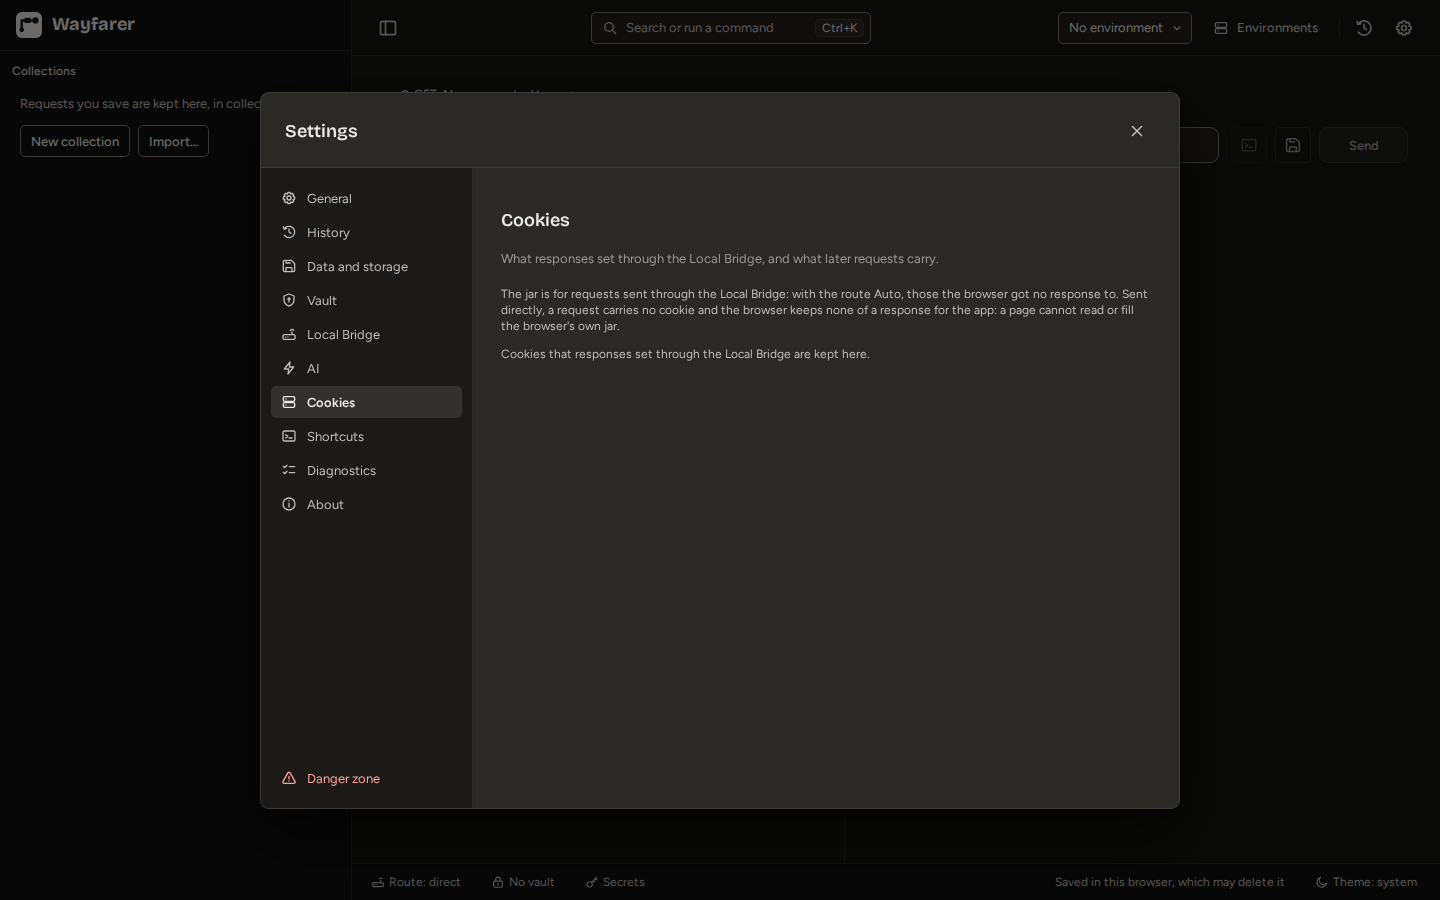 Wayfarer
Search or run a command
Ctrl+K
No environment
Environments
Collections
Requests you save are kept here, in collec
New collection
Import...
Send
Settings
General
History
Data and storage
Vault
Local Bridge
AI
Cookies
Shortcuts
Diagnostics
About
Danger zone
Cookies
What responses set through the Local Bridge, and what later requests carry.
The jar is for requests sent through the Local Bridge: with the route Auto, those the browser got no response to. Sent
directly, a request carries no cookie and the browser keeps none of a response for the app: a page cannot read or fill
the browser's own jar.
Cookies that responses set through the Local Bridge are kept here.
Route: direct
No vault
Secrets
Saved in this browser, which may delete it
Theme: system